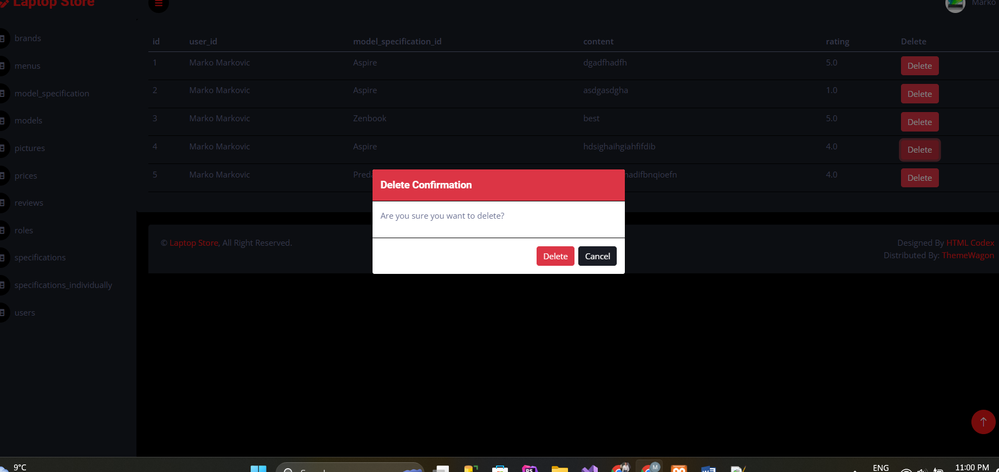 Laptop Store
Marko
brands
menus
model_specification
models
pictures
prices
reviews
roles
specifications
specifications_individually
users
id user_id model_specification_id content rating Delete
1 Marko Markovic Aspire dgadfhadfh 5.0 Delete
2 Marko Markovic Aspire asdgasdgha 1.0 Delete
3 Marko Markovic Zenbook best 5.0 Delete
4 Marko Markovic Aspire hdsighaihgiahfifdib 4.0 Delete
5 Marko Markovic 4.0 Delete
Delete Confirmation
Are you sure you want to delete?
Delete Cancel
© Laptop Store, All Right Reserved.
Designed By HTML Codex
Distributed By: ThemeWagon
9°C
ENG
11:00 PM